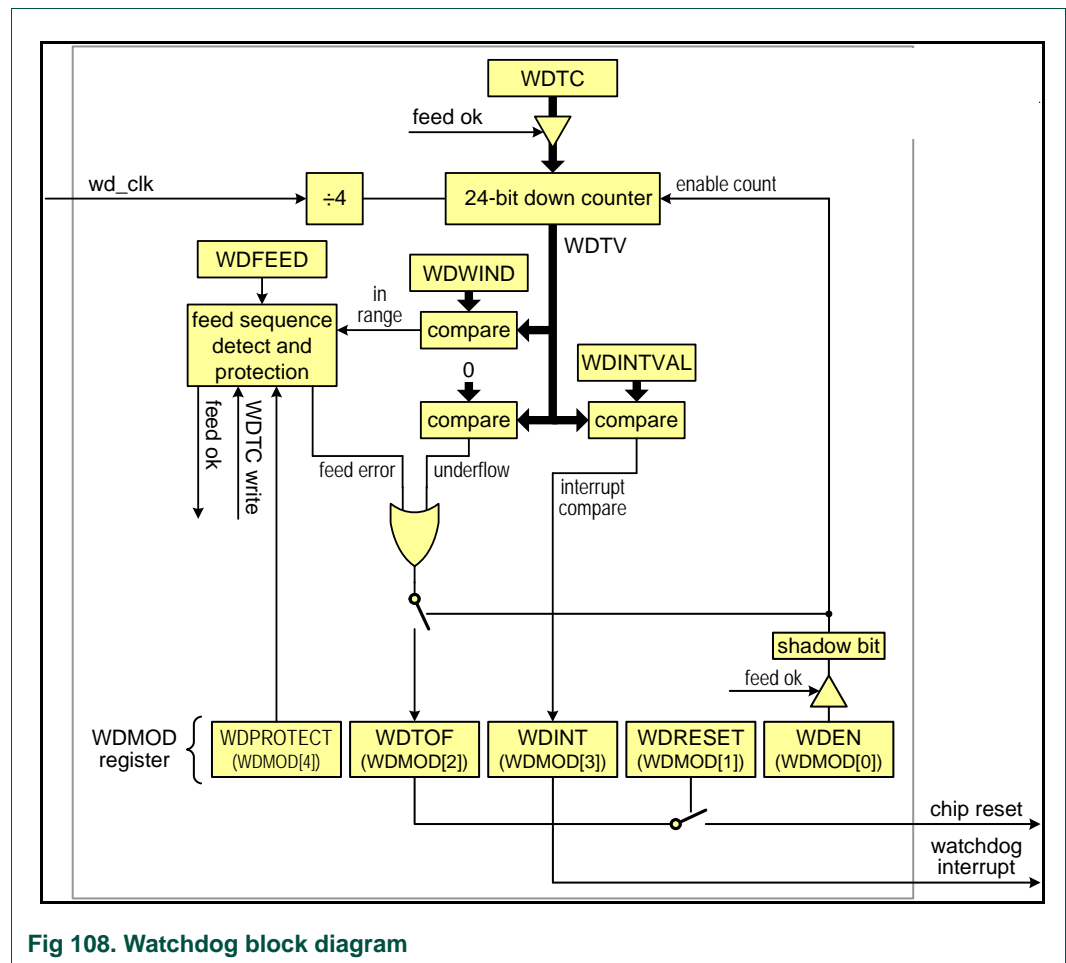 WDTC
feed ok
wd_clk
÷4
24-bit down counter
enable count
WDTV
WDFEED
WDWIND
in
range
feed sequence
detect and
protection
compare
WDINTVAL
0
compare
compare
feed ok
WDTC write
feed error
underflow
interrupt
compare
shadow bit
feed ok
WDMOD
register
WDPROTECT
(WDMOD[4])
WDTOF
(WDMOD[2])
WDINT
(WDMOD[3])
WDRESET
(WDMOD[1])
WDEN
(WDMOD[0])
chip reset
watchdog
interrupt
Fig 108. Watchdog block diagram